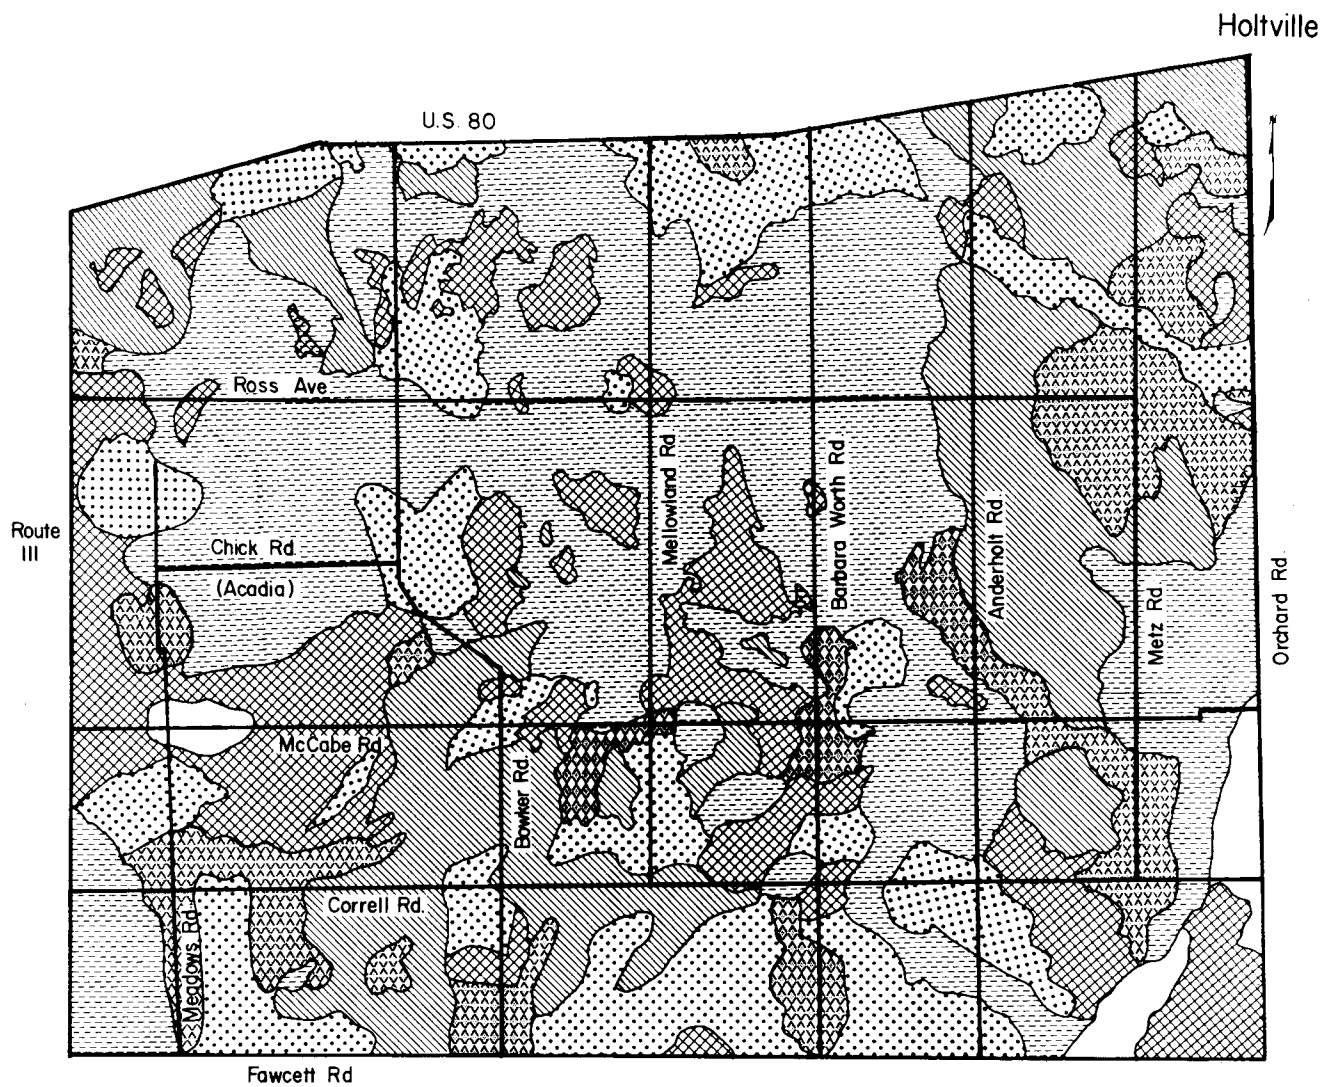 Holtville
U.S. 80
Ross Ave
Mellowland Rd.
Barbara Worth Rd
Anderholt Rd
Route
III
Chick Rd
(Acadia)
Metz Rd
Orchard Rd.
McCabe Rd
Bowker Rd.
Correll Rd.
Meadows Rd.
Fawcett Rd